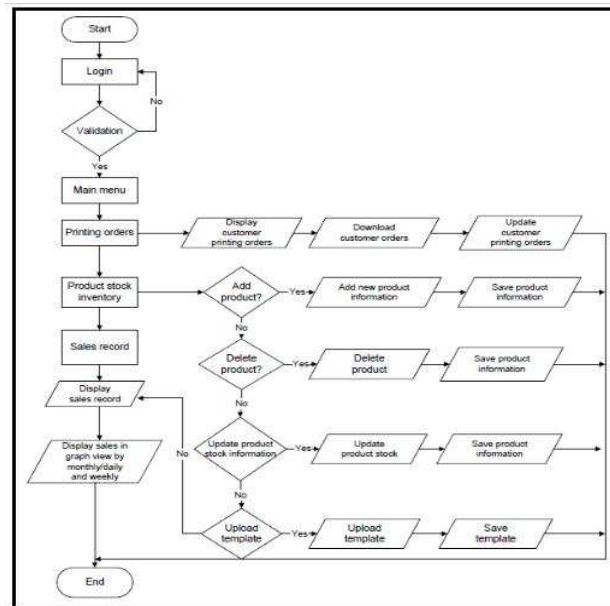 Start
Login
No
Validation
Yes
Main menu
Printing orders
Display
customer
printing orders
Download
customer orders
Update
customer
printing orders
Product stock
inventory
Add
product?
Yes
Add new product
information
Save product
information
No
Sales record
Delete
product?
Yes
Delete
product
Save product
information
No
Display
sales record
Display sales in
graph view by
monthly/daily
and weekly
No
Update product
stock information
Yes
Update
product stock
Save product
information
No
Upload
template
Yes
Upload
template
Save
template
End